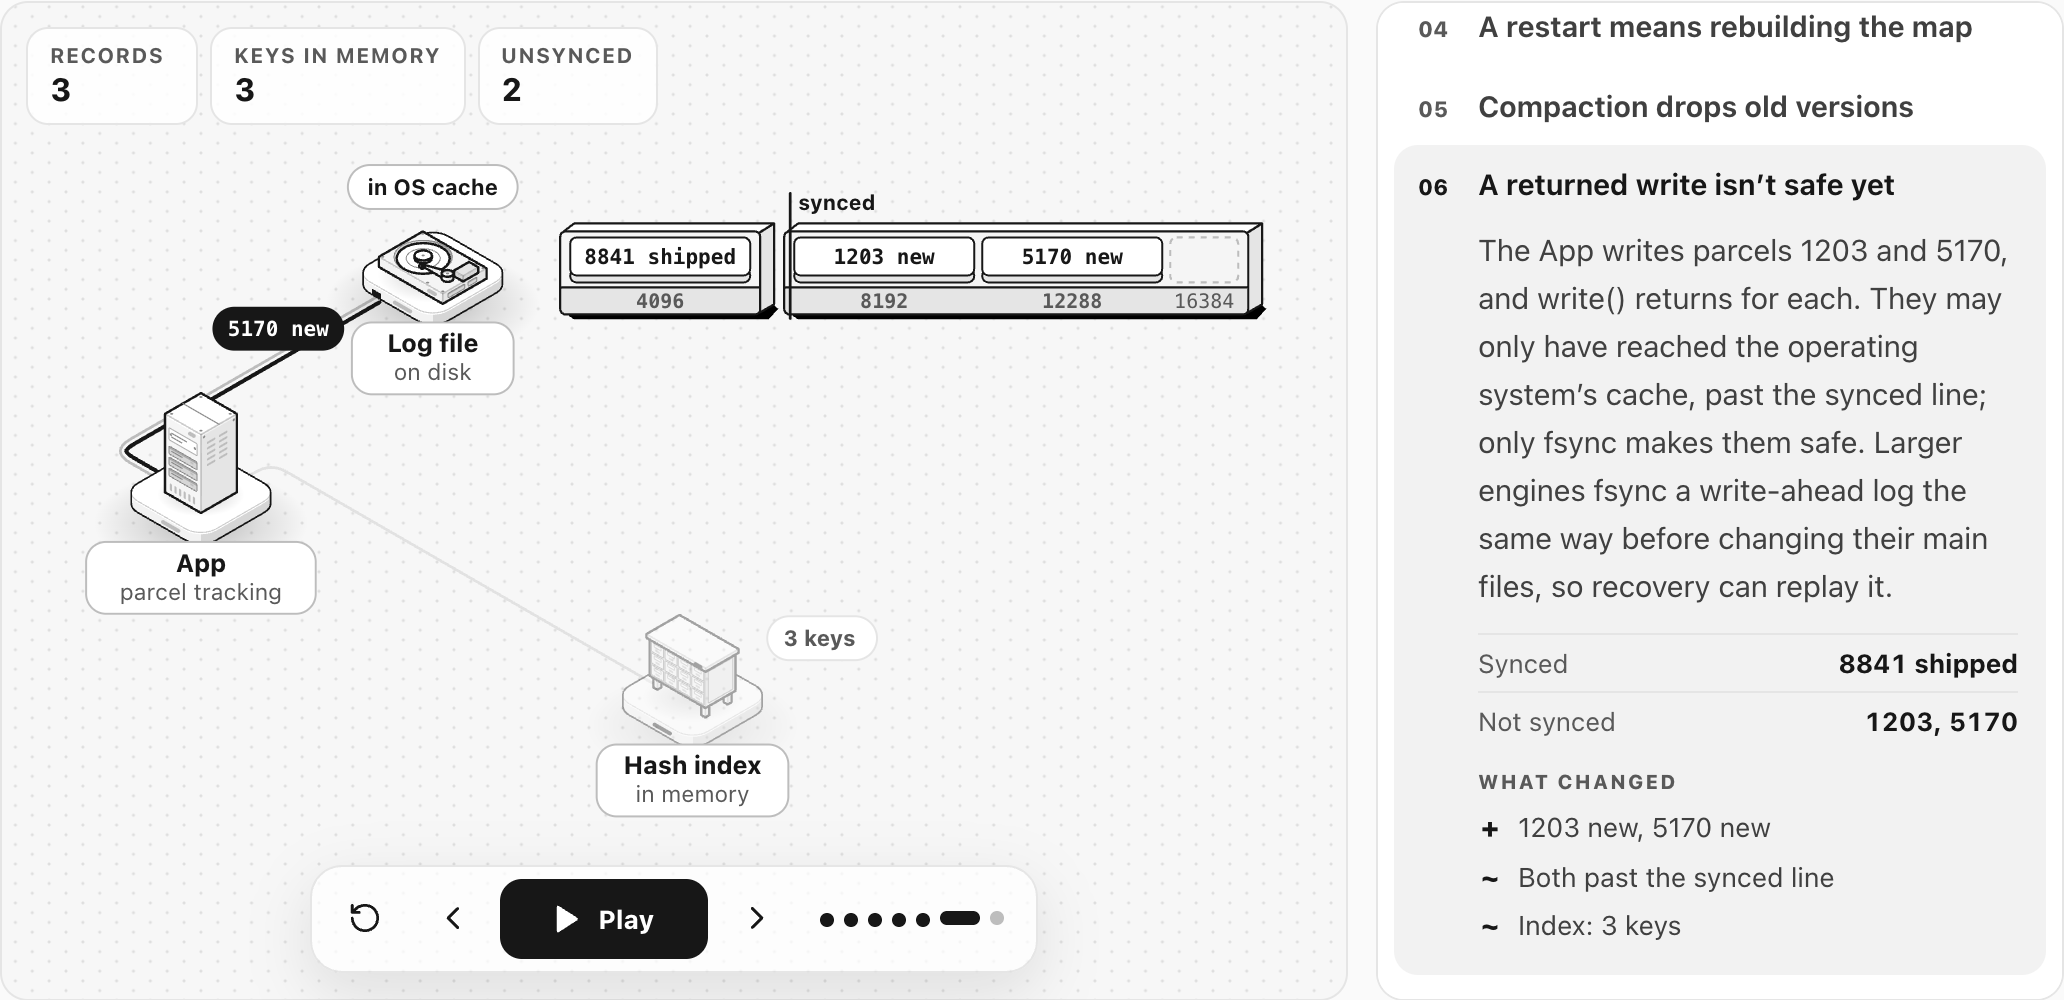 RECORDS
3
KEYS IN MEMORY
3
UNSYNCED
2
in OS cache
synced
8841 shipped
1203 new
5170 new
4096
8192
12288
16384
5170 new
Log file
on disk
App
parcel tracking
3 keys
Hash index
in memory
Play
04 A restart means rebuilding the map
05 Compaction drops old versions
06 A returned write isn’t safe yet
The App writes parcels 1203 and 5170,
and write() returns for each. They may
only have reached the operating
system’s cache, past the synced line;
only fsync makes them safe. Larger
engines fsync a write-ahead log the
same way before changing their main
files, so recovery can replay it.
Synced 8841 shipped
Not synced 1203, 5170
WHAT CHANGED
+ 1203 new, 5170 new
~ Both past the synced line
~ Index: 3 keys